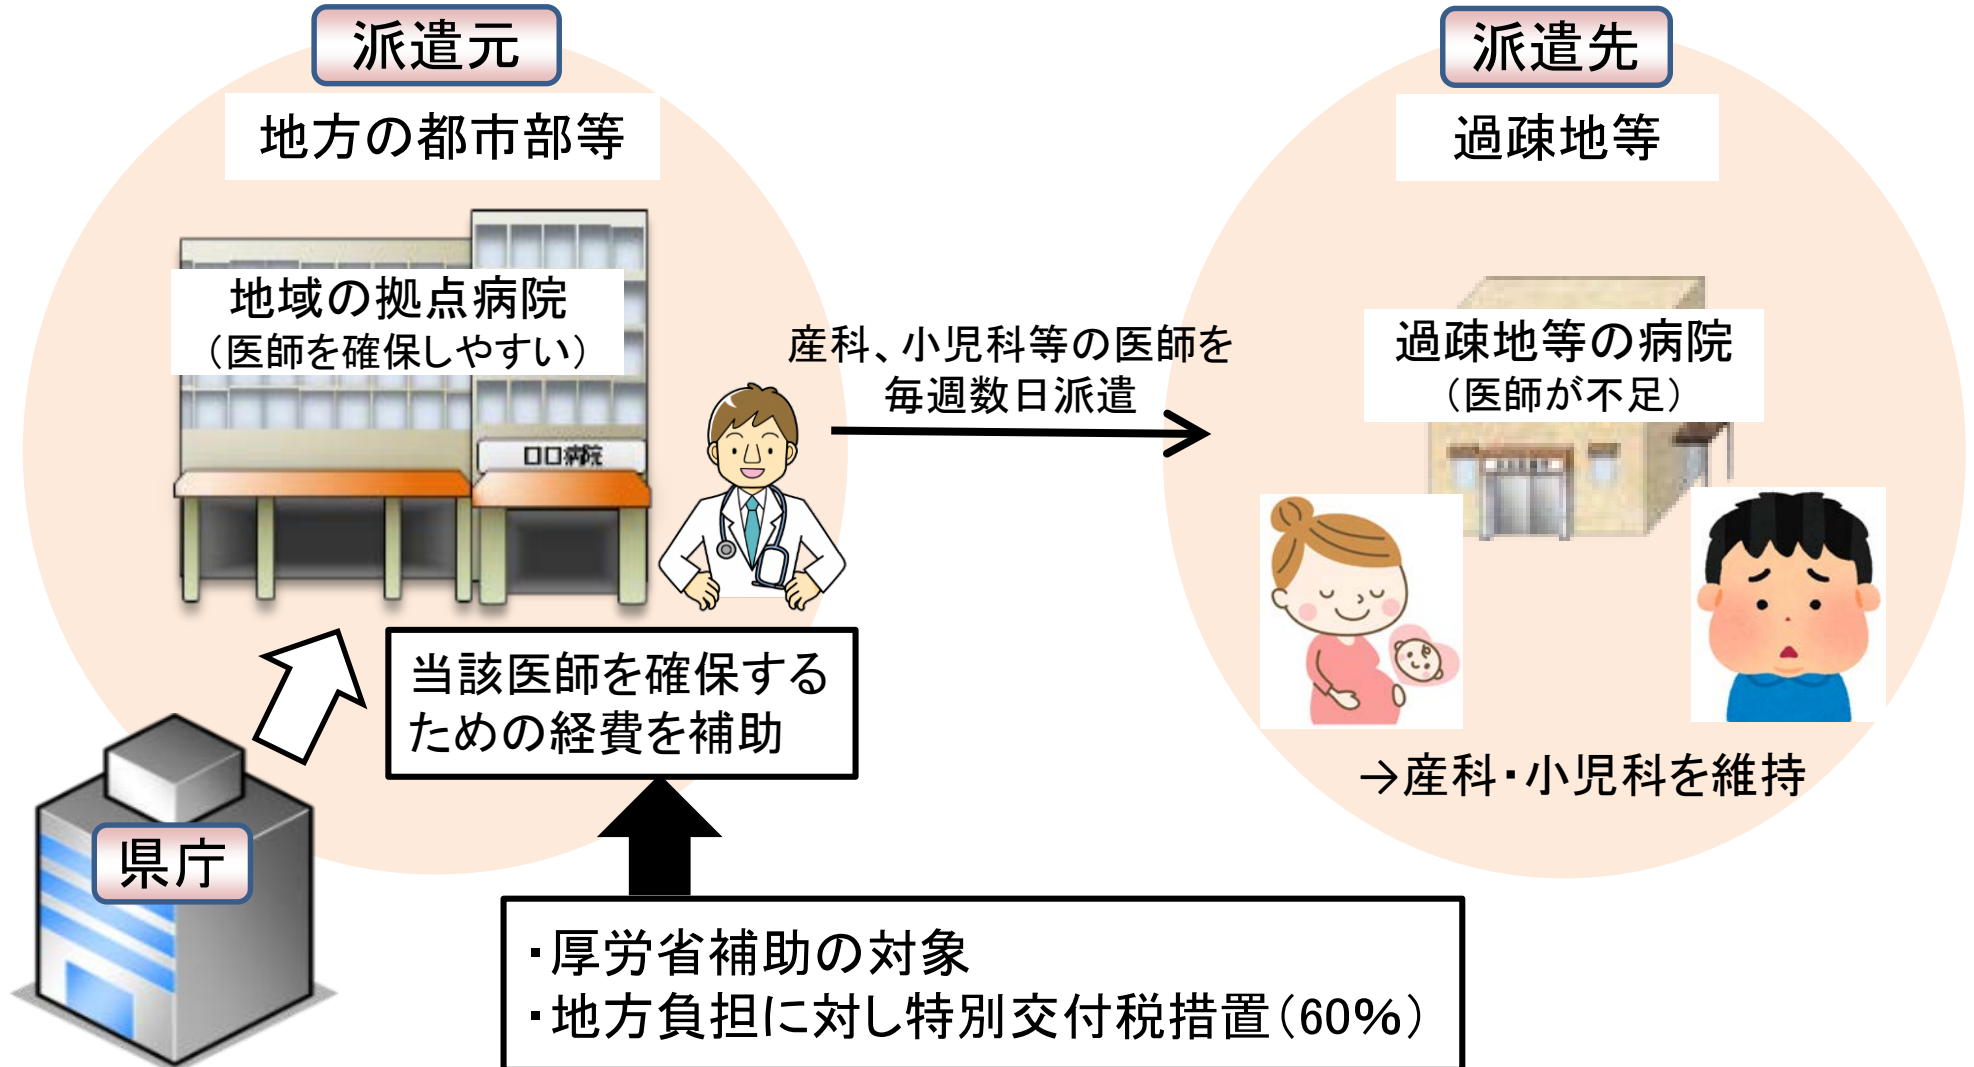 派遣元
地方の都市部等
地域の拠点病院
（医師を確保しやすい）
口口病院
産科、小児科等の医師を
毎週数日派遣
派遣先
過疎地等
過疎地等の病院
（医師が不足）
→産科・小児科を維持
当該医師を確保する
ための経費を補助
県庁
・厚労省補助の対象
・地方負担に対し特別交付税措置（60％）